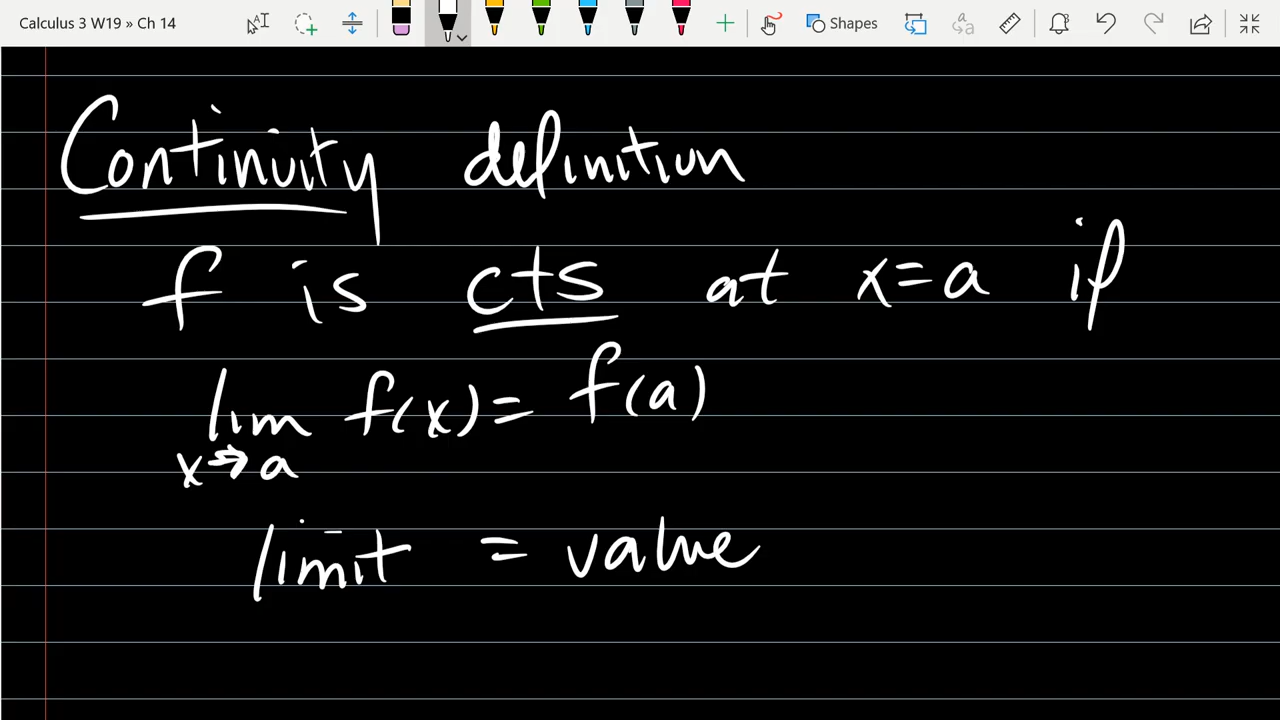 Calculus 3 W19 » Ch 14
Shapes
Continuity definition
f is cts at x=a if
lim f(x) = f(a)
x→a
limit = value